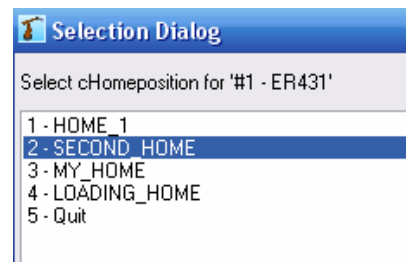 Selection Dialog
Select cHomeposition for '#1 - ER431'
1 - HOME_1
2 - SECOND_HOME
3 - MY_HOME
4 - LOADING_HOME
5 - Quit